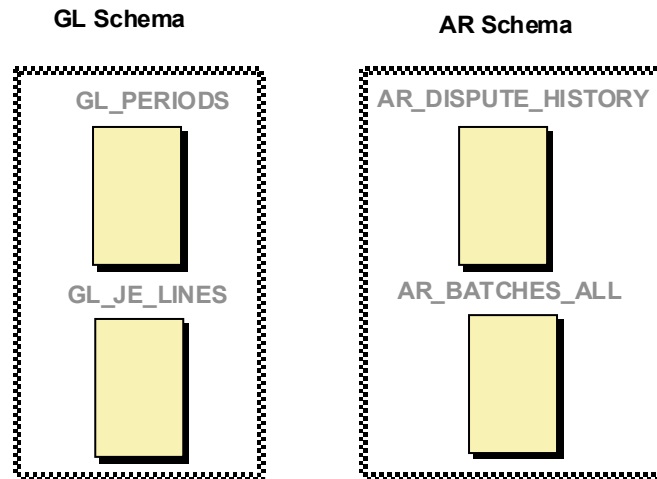 GL Schema
GL_PERIODS
GL_JE_LINES
AR Schema
AR_DISPUTE_HISTORY
AR_BATCHES_ALL